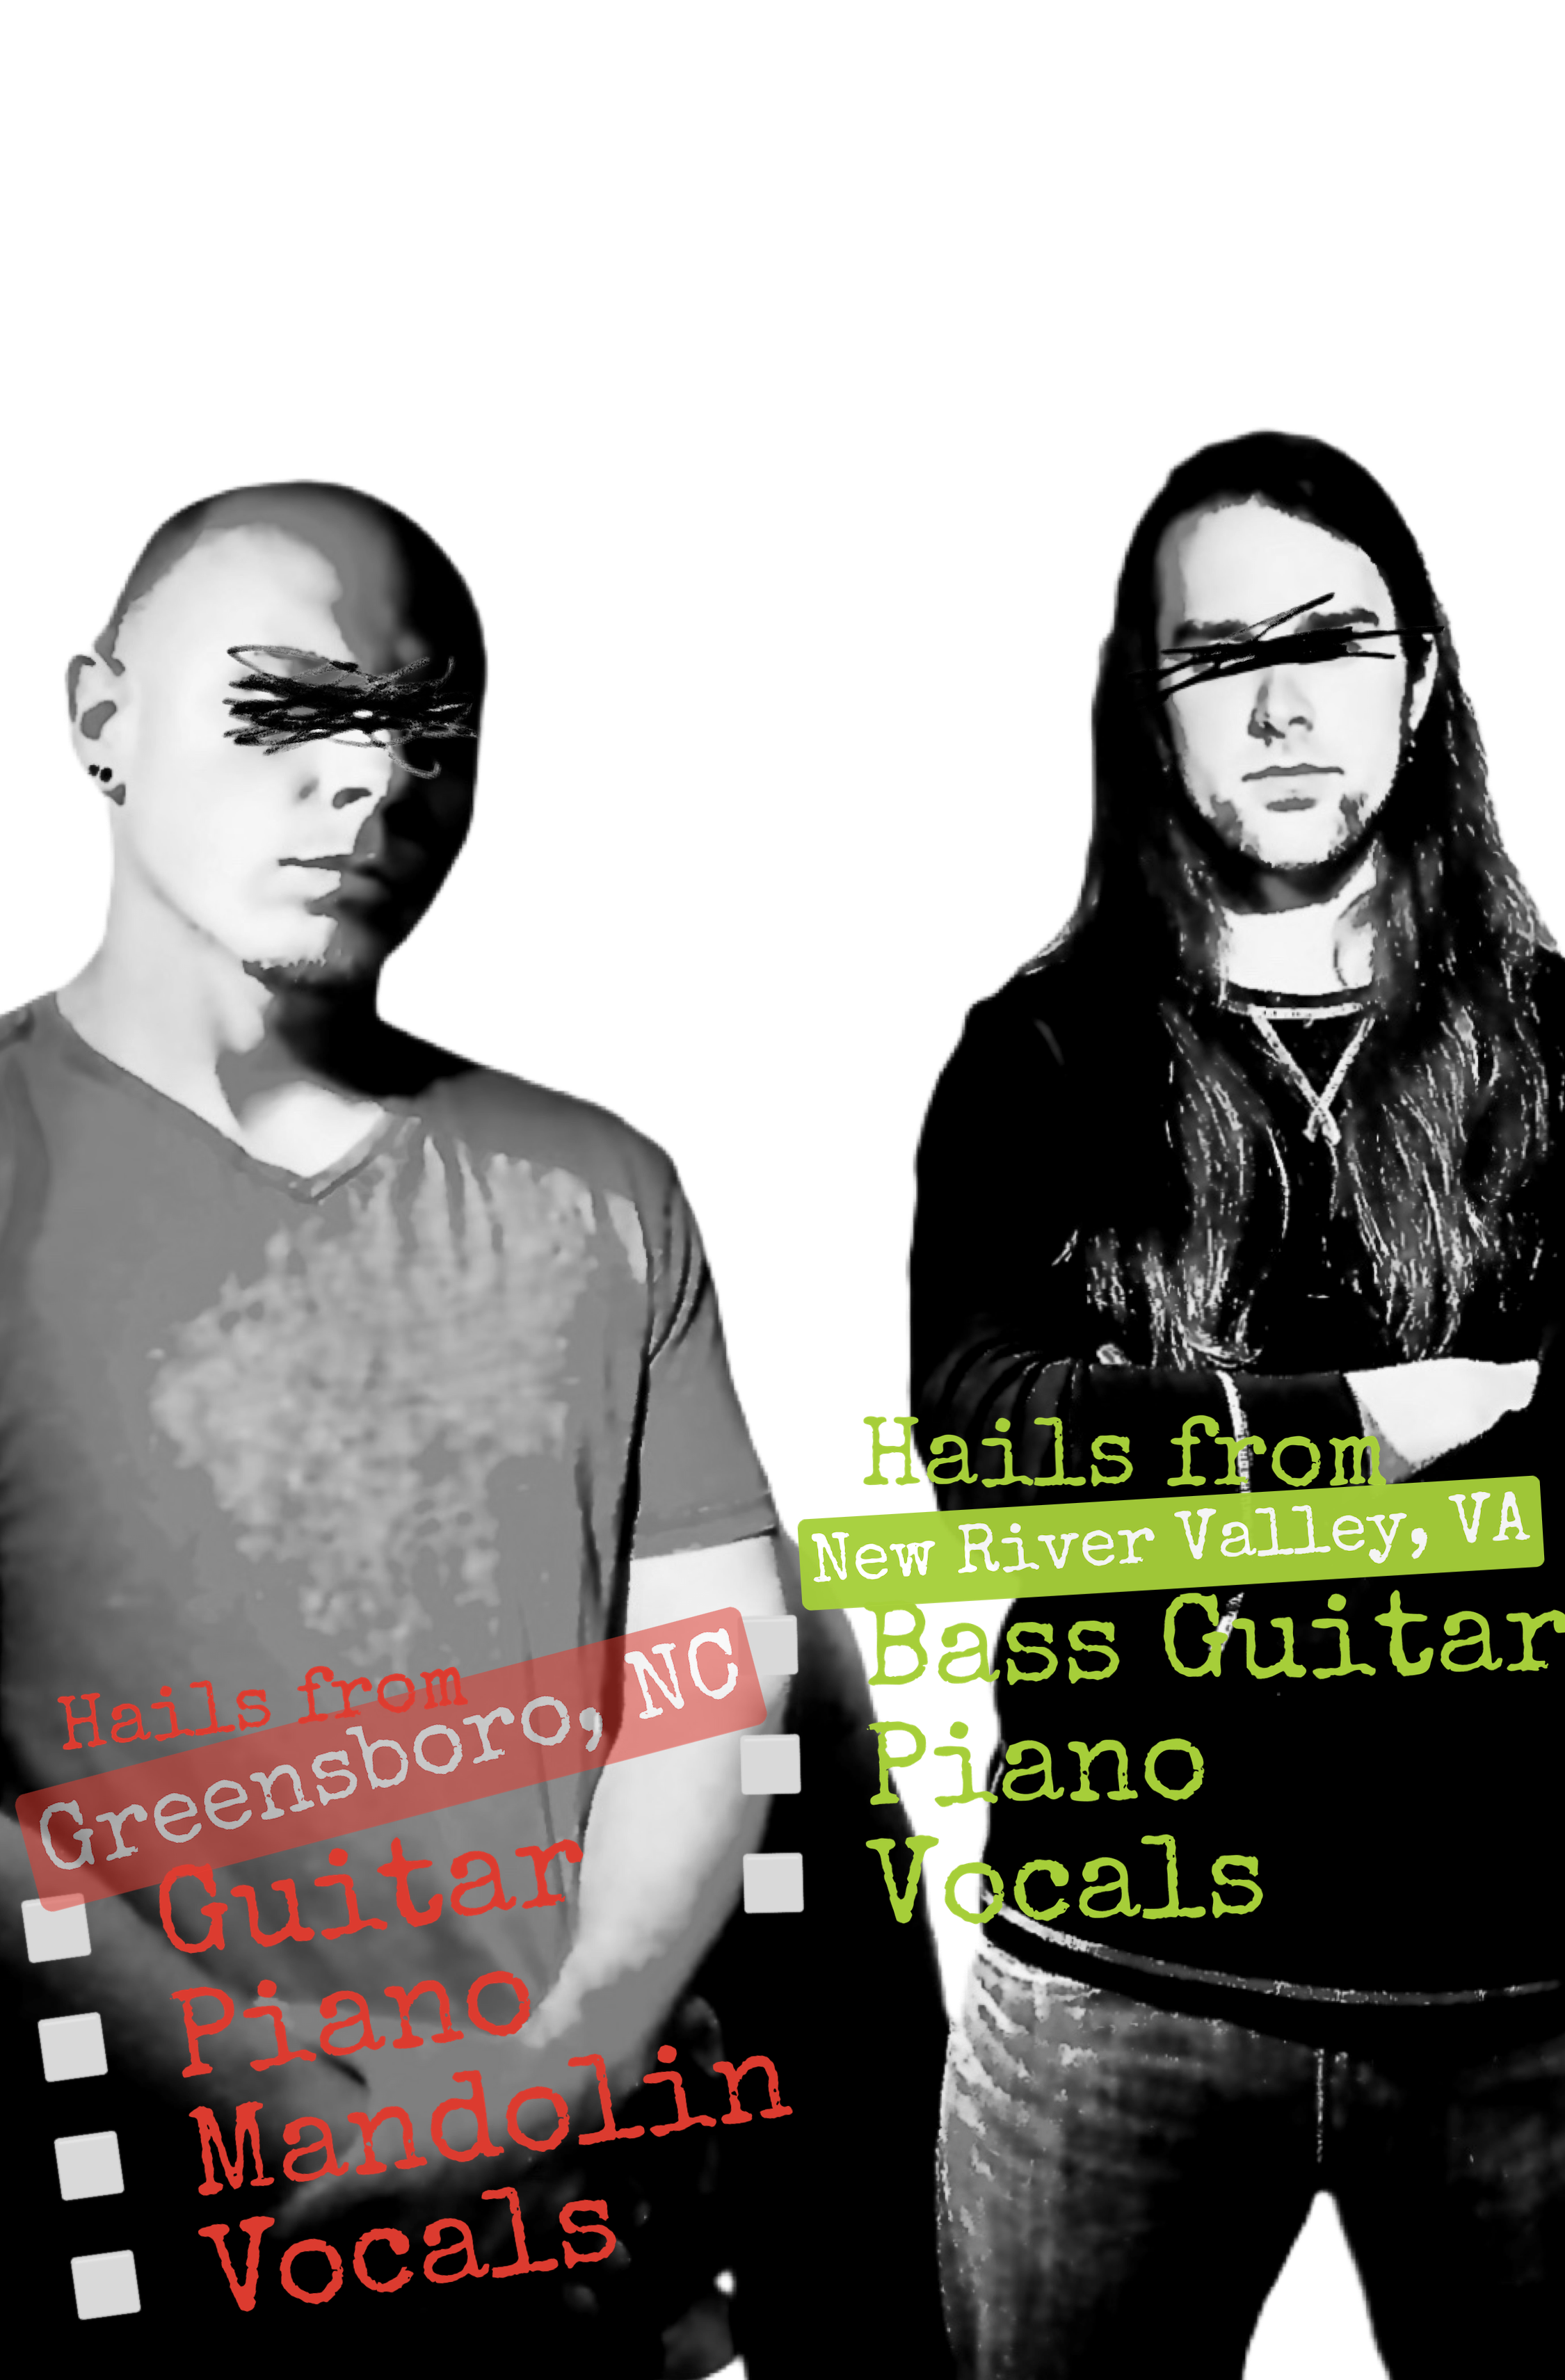 Hails from
Greensboro, NC
Guitar
Piano
Mandolin
Vocals
Hails from
New River Valley, VA
Bass Guitar
Piano
Vocals